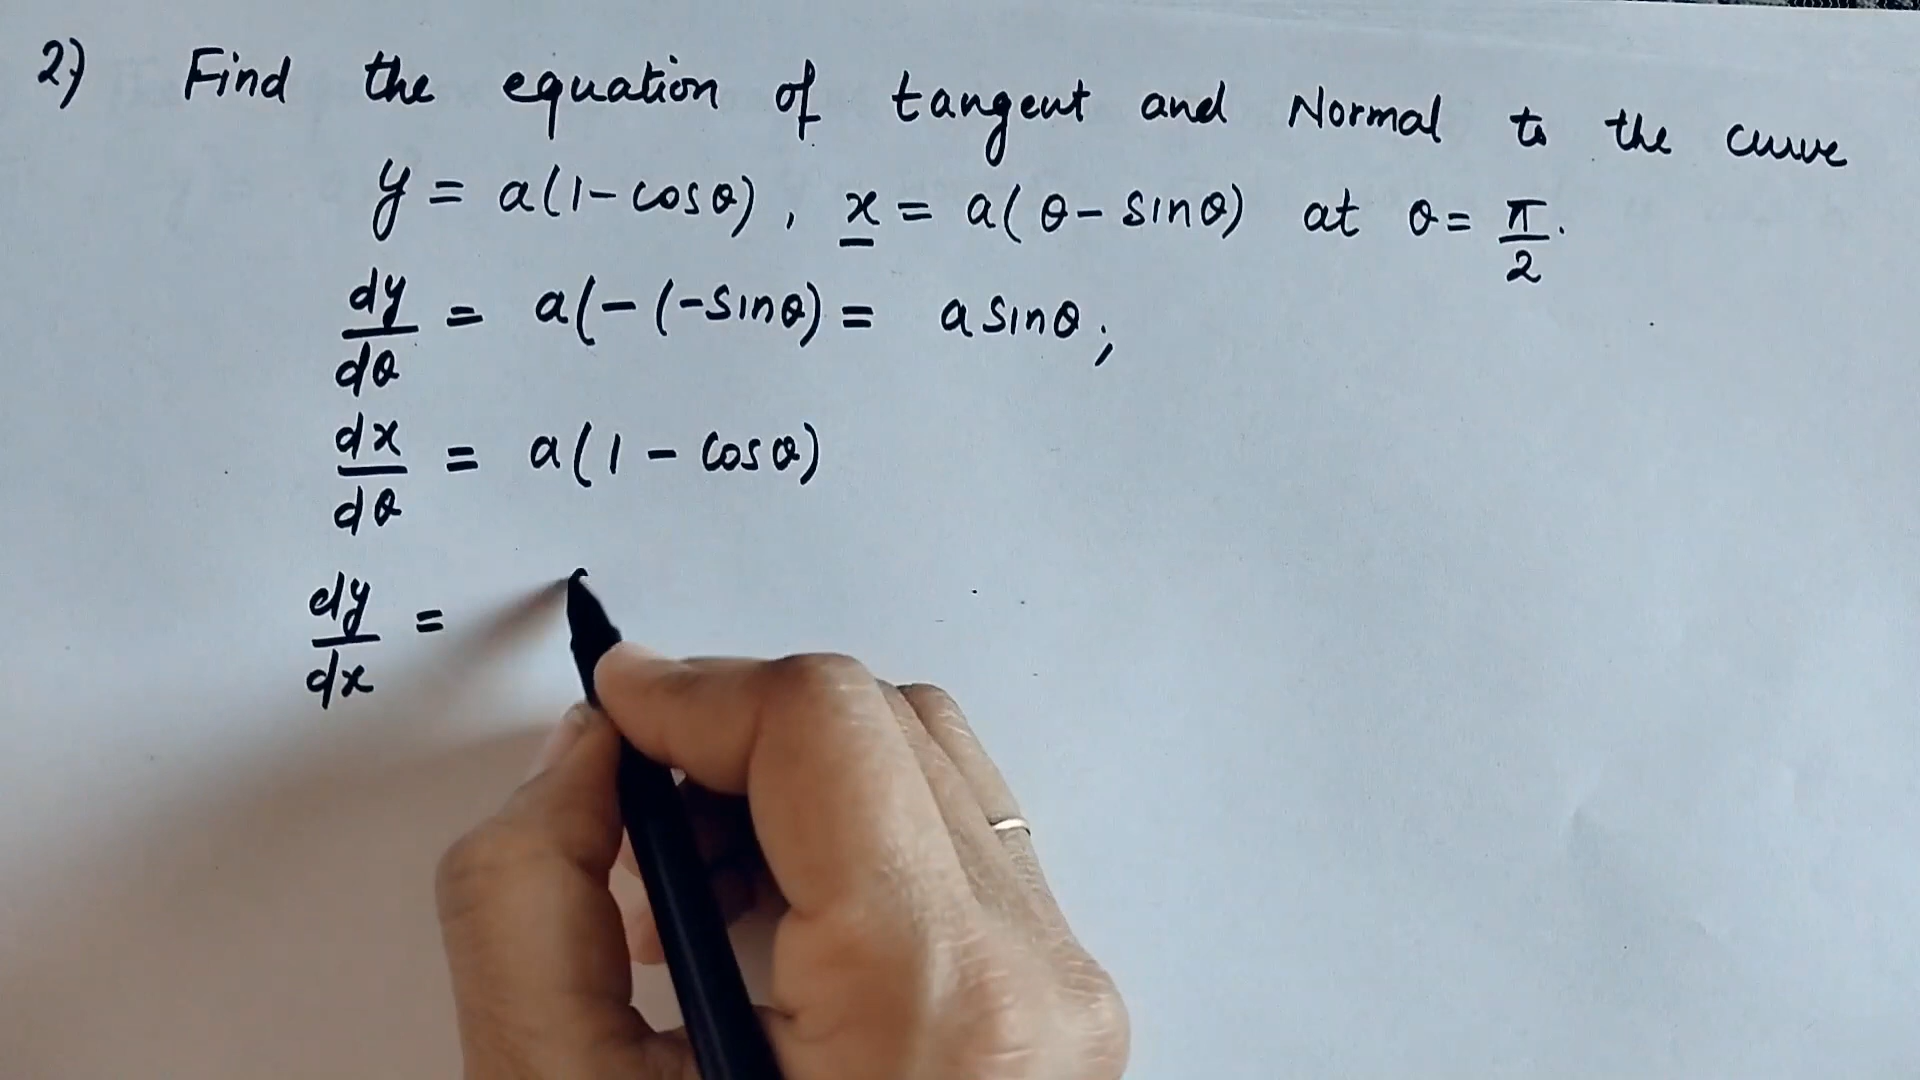 2) Find the equation of tangent and Normal to the curve
y = a(1-cosθ), x = a(θ-sinθ) at θ = π/2.
dy/dθ = a(-(-sinθ) = a sinθ;
dx/dθ = a(1 - cosθ)
dy/dx =